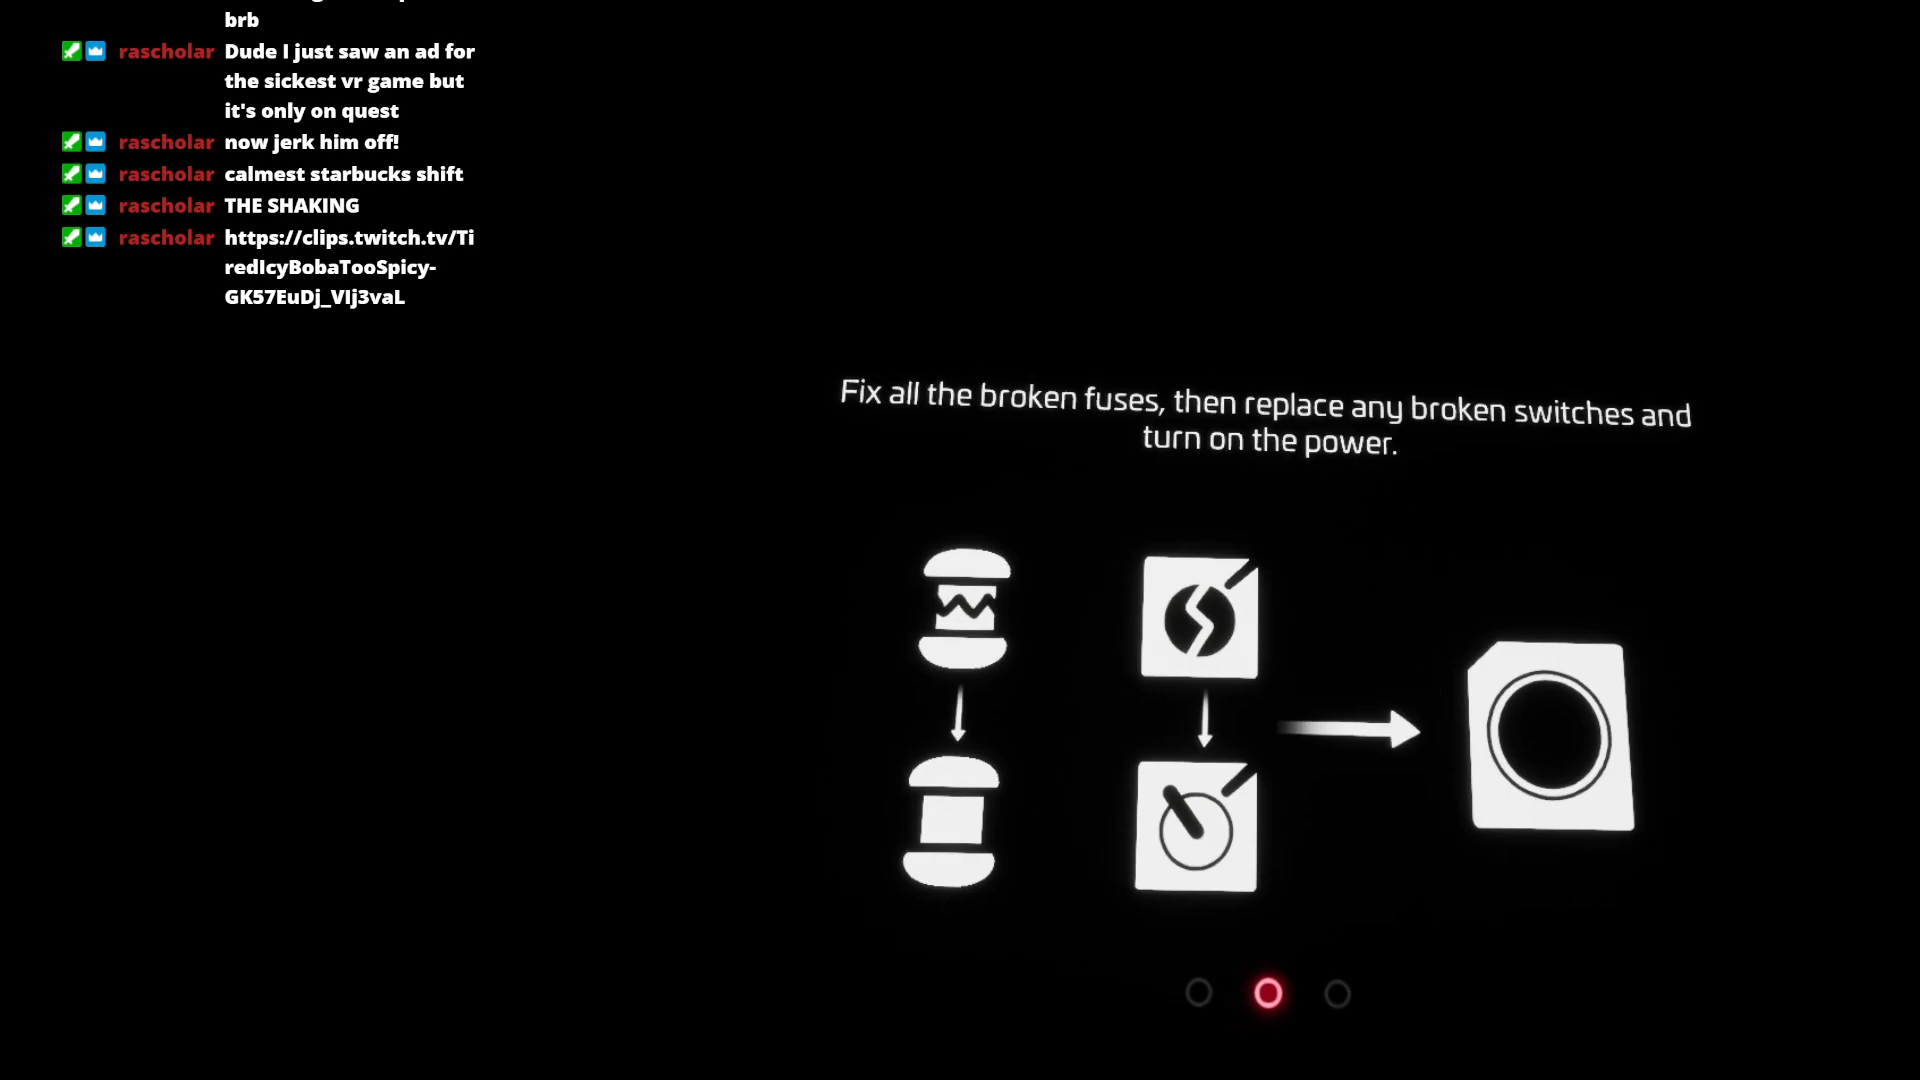 brb
rascholar Dude I just saw an ad for
the sickest vr game but
it's only on quest
rascholar now jerk him off!
rascholar calmest starbucks shift
rascholar THE SHAKING
rascholar https://clips.twitch.tv/Ti
redIcyBobaTooSpicy-
GK57EuDj_VIj3vaL
Fix all the broken fuses, then replace any broken switches and
turn on the power.